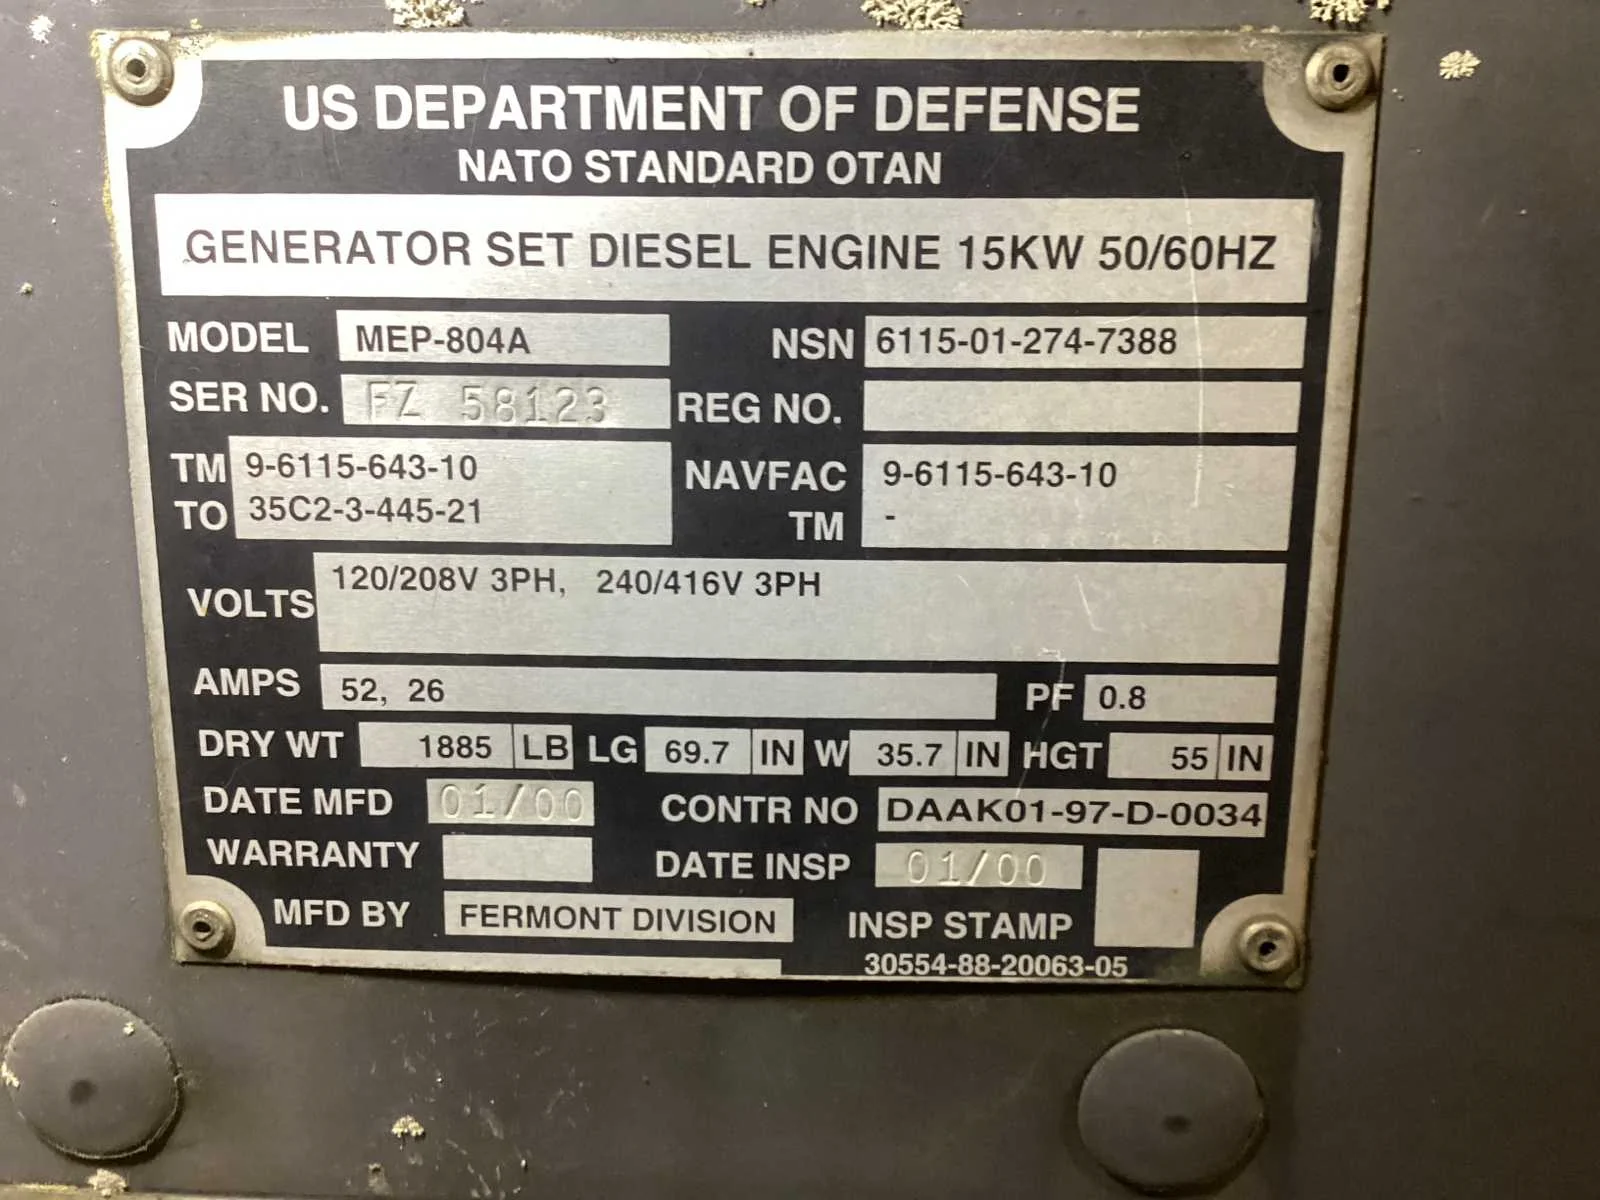 US DEPARTMENT OF DEFENSE
NATO STANDARD OTAN
GENERATOR SET DIESEL ENGINE 15KW 50/60HZ
MODEL MEP-804A NSN 6115-01-274-7388
SER NO. FZ 58123 REG NO.
TM 9-6115-643-10 NAVFAC 9-6115-643-10
TO 35C2-3-445-21 TM -
VOLTS 120/208V 3PH, 240/416V 3PH
AMPS 52, 26 PF 0.8
DRY WT 1885 LB LG 69.7 IN W 35.7 IN HGT 55 IN
DATE MFD 01/00 CONTR NO DAAK01-97-D-0034
WARRANTY DATE INSP 01/00
MFD BY FERMONT DIVISION INSP STAMP
30554-88-20063-05